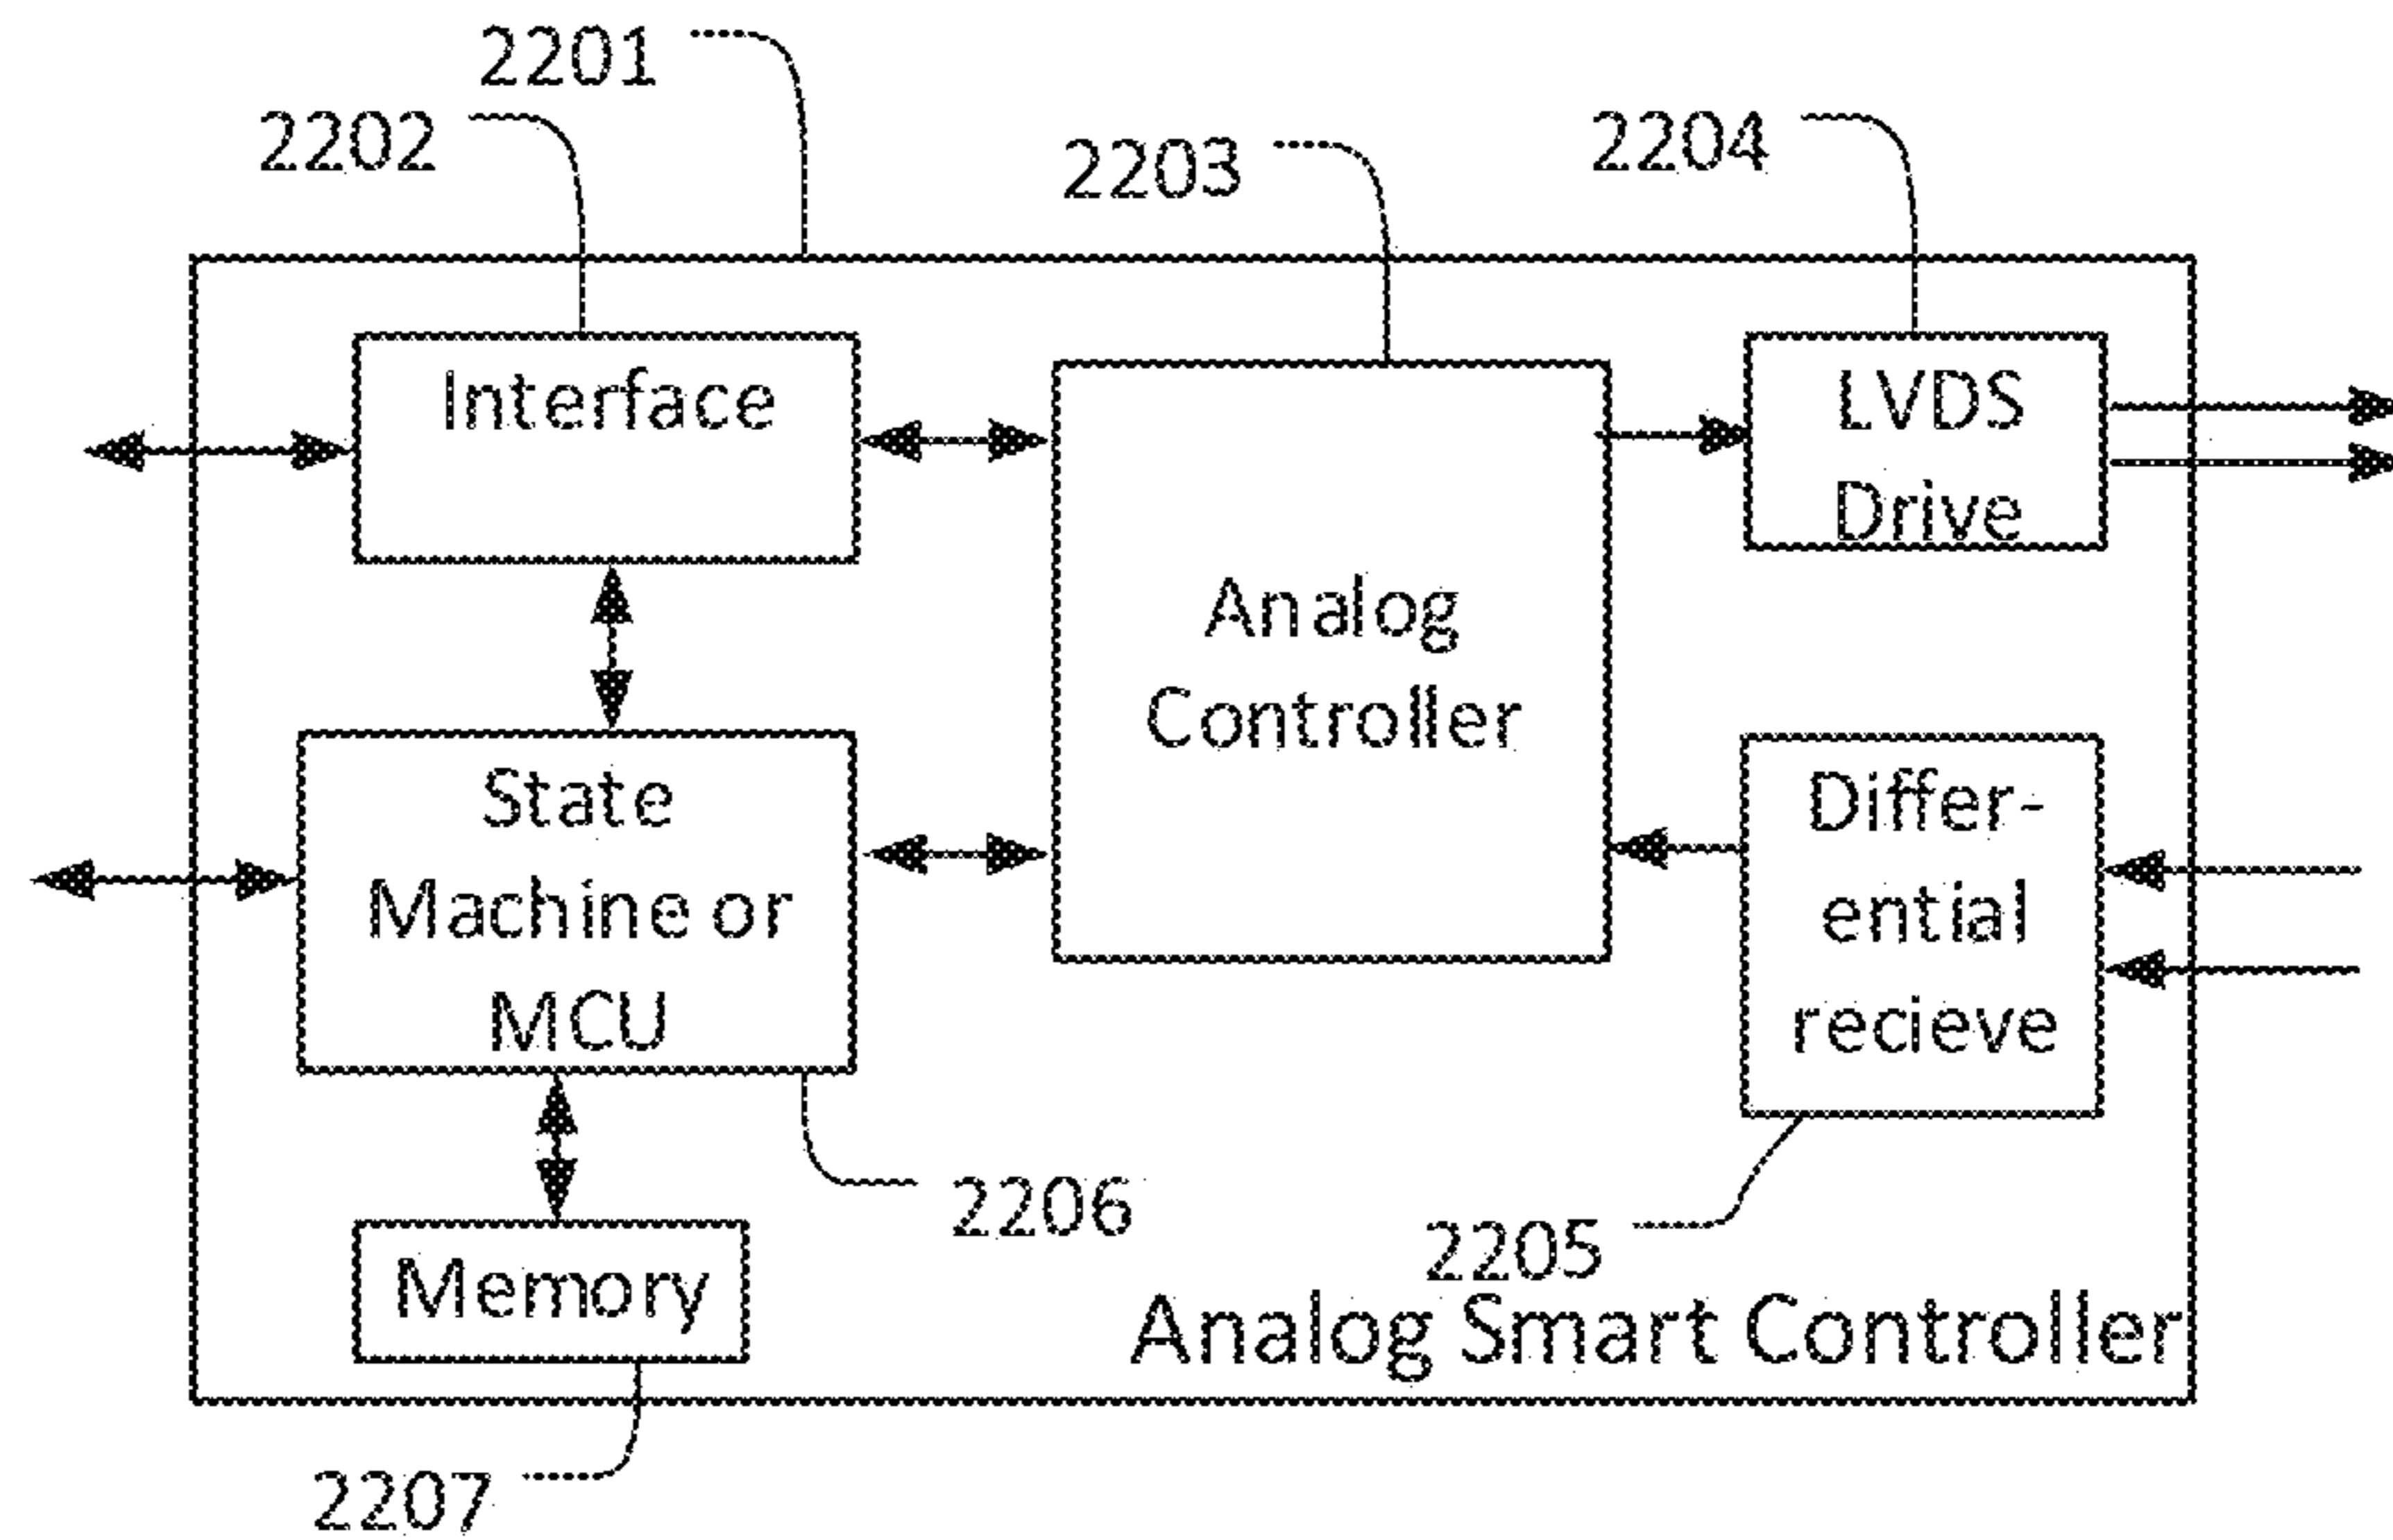 2201
2202
2203
2204
Interface
LVDS
Drive
Analog
Controller
State
Machine or
MCU
Differ-
ential
recieve
2206
2205
Memory
Analog Smart Controller
2207